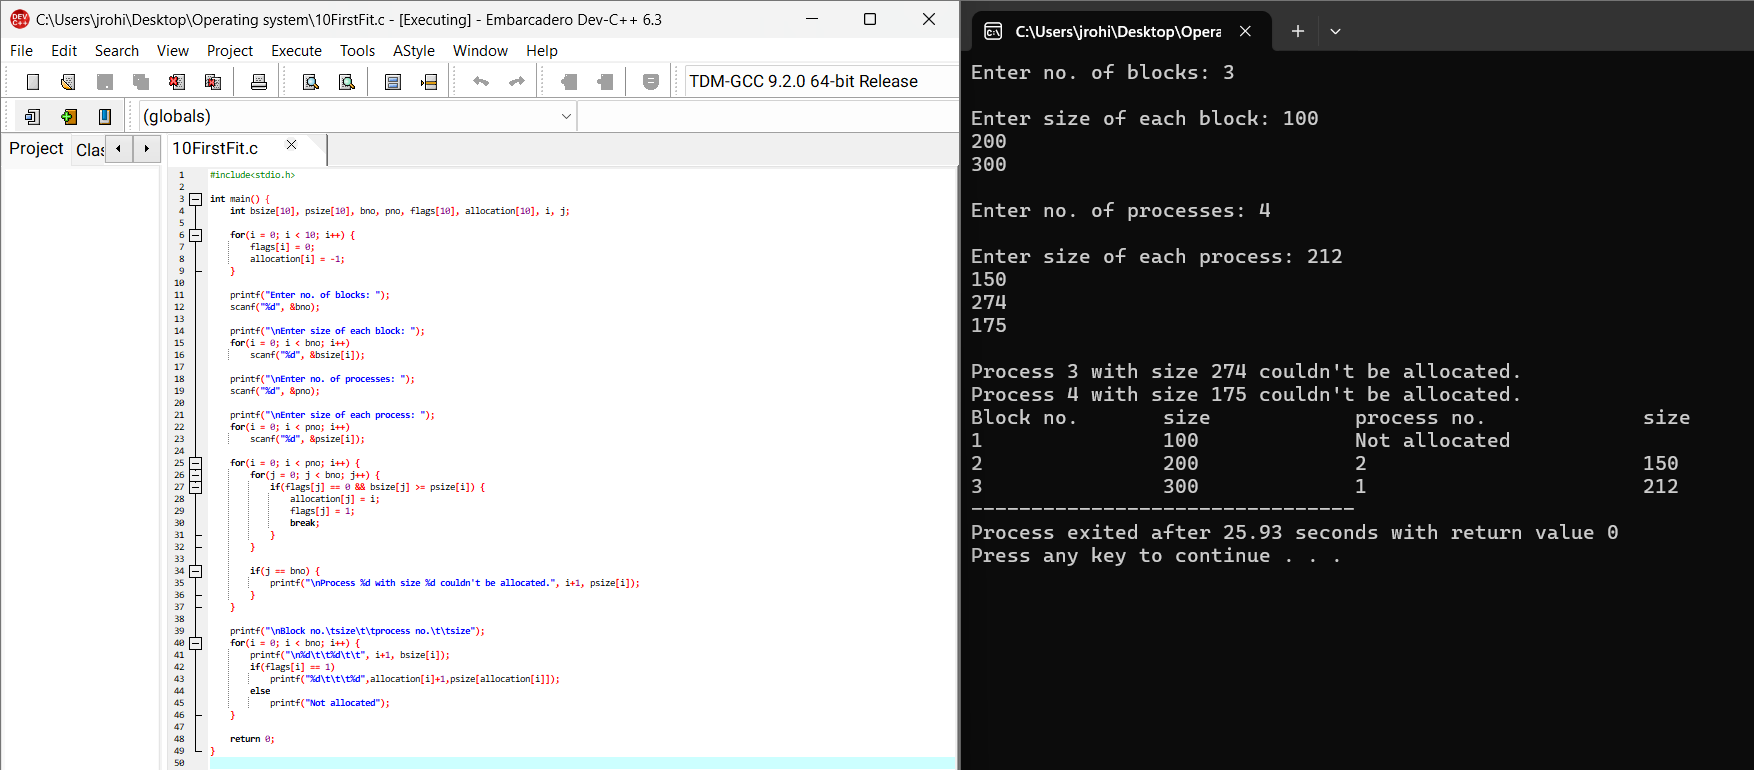 C:\Users\jrohi\Desktop\Operating system\10FirstFit.c - [Executing] - Embarcadero Dev-C++ 6.3
File Edit Search View Project Execute Tools AStyle Window Help
TDM-GCC 9.2.0 64-bit Release
(globals)
Project Clas 10FirstFit.c
1 #include<stdio.h>
2
3 int main() {
4 int bsize[10], psize[10], bno, pno, flags[10], allocation[10], i, j;
5
6 for(i = 0; i < 10; i++) {
7 flags[i] = 0;
8 allocation[i] = -1;
9 }
10
11 printf("Enter no. of blocks: ");
12 scanf("%d", &bno);
13
14 printf("\nEnter size of each block: ");
15 for(i = 0; i < bno; i++)
16 scanf("%d", &bsize[i]);
17
18 printf("\nEnter no. of processes: ");
19 scanf("%d", &pno);
20
21 printf("\nEnter size of each process: ");
22 for(i = 0; i < pno; i++)
23 scanf("%d", &psize[i]);
24
25 for(i = 0; i < pno; i++) {
26 for(j = 0; j < bno; j++) {
27 if(flags[j] == 0 && bsize[j] >= psize[i]) {
28 allocation[j] = i;
29 flags[j] = 1;
30 break;
31 }
32 }
33
34 if(j == bno) {
35 printf("\nProcess %d with size %d couldn't be allocated.", i+1, psize[i]);
36 }
37 }
38
39 printf("\nBlock no.\tsize\t\tprocess no.\t\tsize");
40 for(i = 0; i < bno; i++) {
41 printf("\n%d\t\t%d\t\t", i+1, bsize[i]);
42 if(flags[i] == 1)
43 printf("%d\t\t\t%d",allocation[i]+1,psize[allocation[i]]);
44 else
45 printf("Not allocated");
46 }
47
48 return 0;
49 }
50
C:\Users\jrohi\Desktop\Opera
Enter no. of blocks: 3
Enter size of each block: 100
200
300
Enter no. of processes: 4
Enter size of each process: 212
150
274
175
Process 3 with size 274 couldn't be allocated.
Process 4 with size 175 couldn't be allocated.
Block no. size process no. size
1 100 Not allocated
2 200 2 150
3 300 1 212
--------------------------------
Process exited after 25.93 seconds with return value 0
Press any key to continue . . .